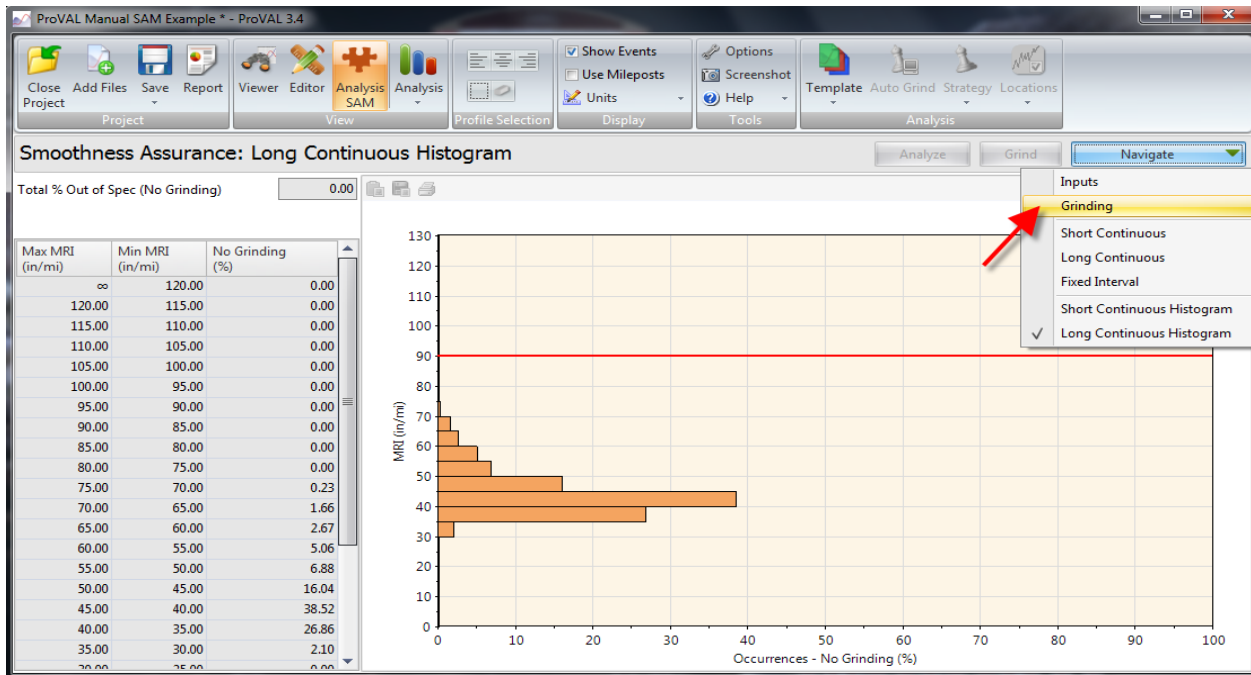 ProVAL Manual SAM Example * - ProVAL 3.4
Close Project
Add Files
Save
Report
Project
Viewer
Editor
Analysis SAM
Analysis
View
Profile Selection
Show Events
Use Mileposts
Units
Display
Options
Screenshot
Help
Tools
Template
Auto Grind
Strategy
Locations
Analysis
Smoothness Assurance: Long Continuous Histogram
Analyze
Grind
Navigate
Total % Out of Spec (No Grinding) 0.00
Inputs
Grinding
Short Continuous
Long Continuous
Fixed Interval
Short Continuous Histogram
Long Continuous Histogram
Max MRI (in/mi) Min MRI (in/mi) No Grinding (%)
∞ 120.00 0.00
120.00 115.00 0.00
115.00 110.00 0.00
110.00 105.00 0.00
105.00 100.00 0.00
100.00 95.00 0.00
95.00 90.00 0.00
90.00 85.00 0.00
85.00 80.00 0.00
80.00 75.00 0.00
75.00 70.00 0.23
70.00 65.00 1.66
65.00 60.00 2.67
60.00 55.00 5.06
55.00 50.00 6.88
50.00 45.00 16.04
45.00 40.00 38.52
40.00 35.00 26.86
35.00 30.00 2.10
130
120
110
100
90
80
70
60
50
40
30
20
10
0
MRI (in/mi)
0 10 20 30 40 50 60 70 80 90 100
Occurrences - No Grinding (%)